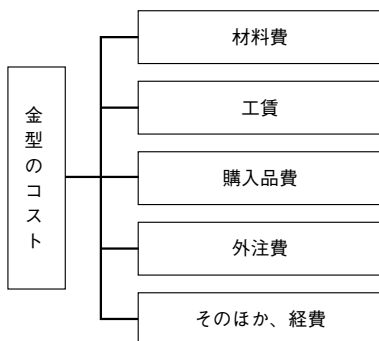 金型のコスト
材料費
工賃
購入品費
外注費
そのほか、経費